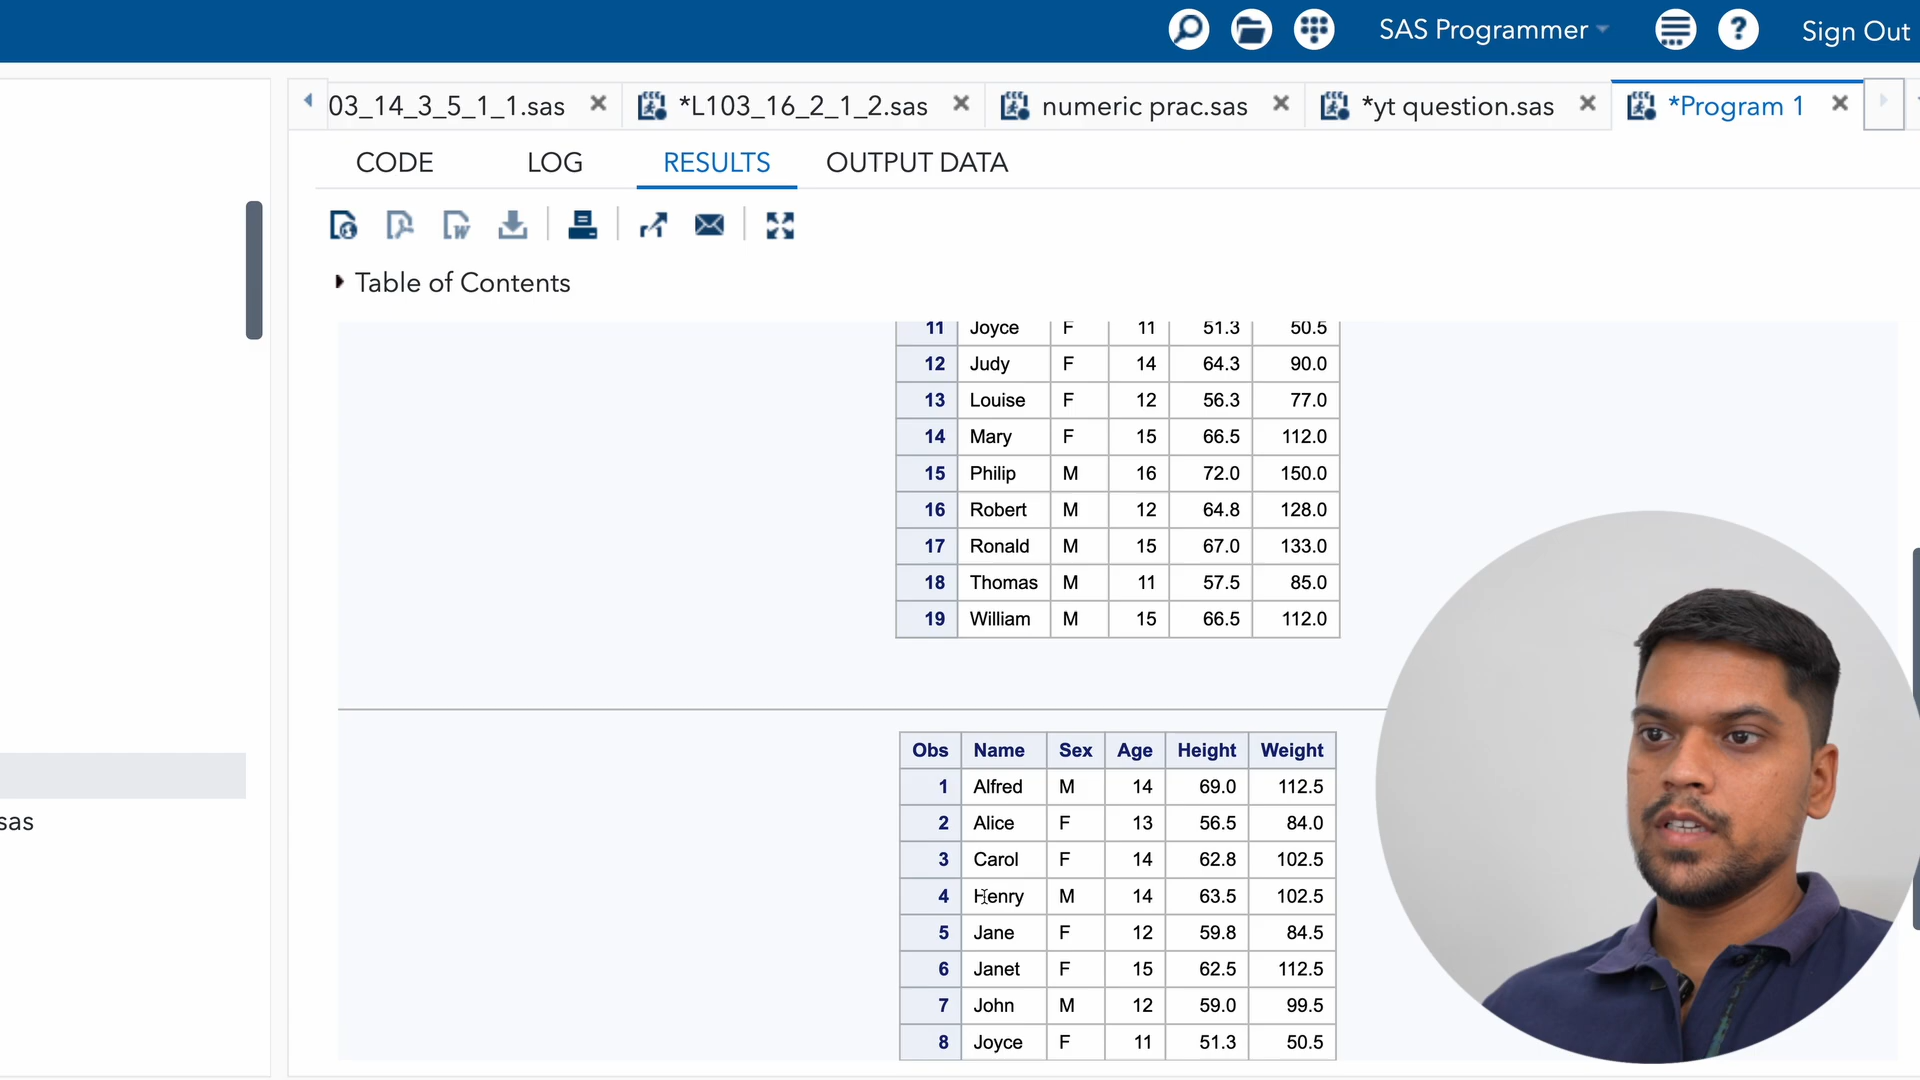 SAS Programmer
Sign Out
03_14_3_5_1_1.sas
*L103_16_2_1_2.sas
numeric prac.sas
*yt question.sas
*Program 1
CODE LOG RESULTS OUTPUT DATA
Table of Contents
11 Joyce F 11 51.3 50.5
12 Judy F 14 64.3 90.0
13 Louise F 12 56.3 77.0
14 Mary F 15 66.5 112.0
15 Philip M 16 72.0 150.0
16 Robert M 12 64.8 128.0
17 Ronald M 15 67.0 133.0
18 Thomas M 11 57.5 85.0
19 William M 15 66.5 112.0
Obs Name Sex Age Height Weight
1 Alfred M 14 69.0 112.5
2 Alice F 13 56.5 84.0
3 Carol F 14 62.8 102.5
4 Henry M 14 63.5 102.5
5 Jane F 12 59.8 84.5
6 Janet F 15 62.5 112.5
7 John M 12 59.0 99.5
8 Joyce F 11 51.3 50.5
sas